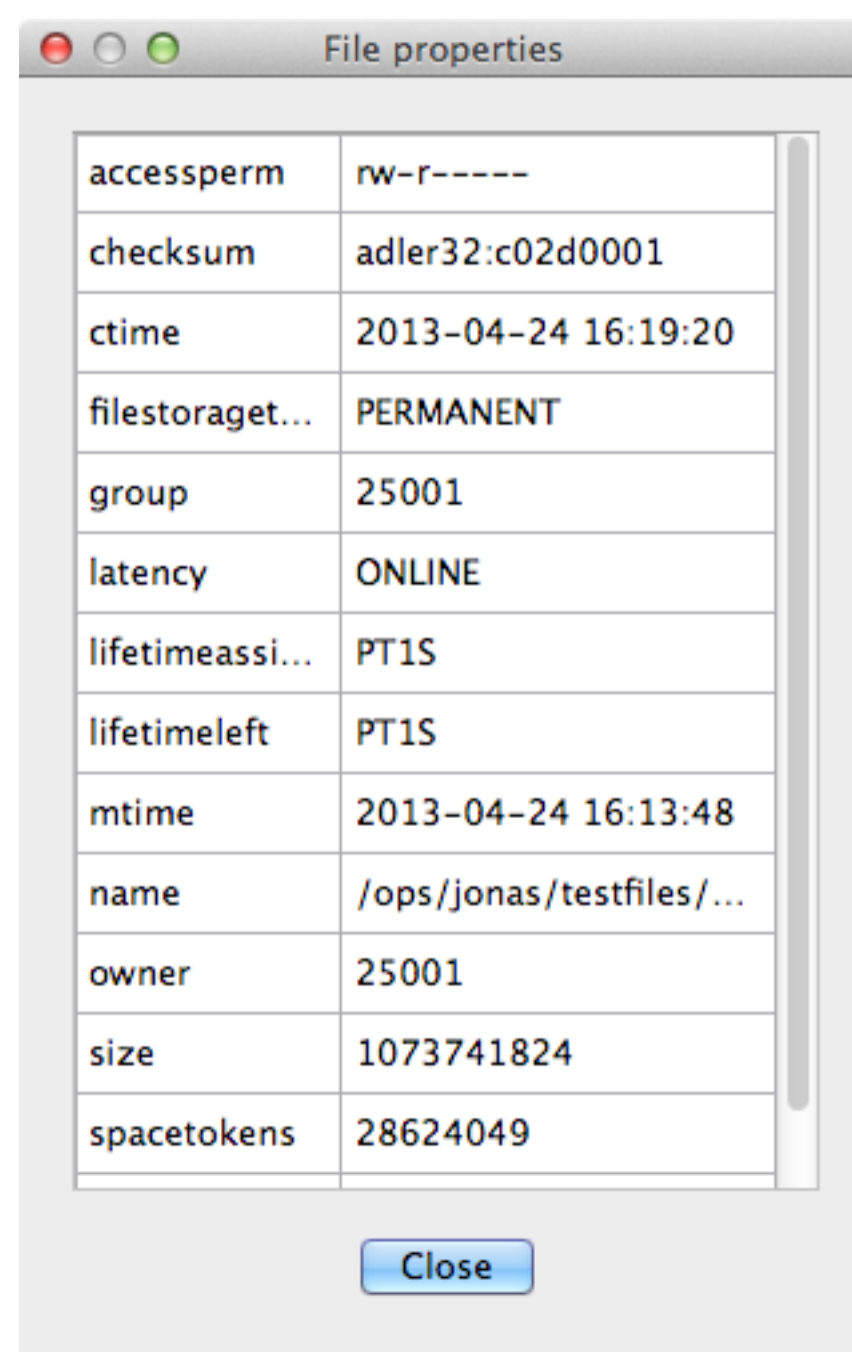 File properties
accessperm rw-r-----
checksum adler32:c02d0001
ctime 2013-04-24 16:19:20
filestoraget... PERMANENT
group 25001
latency ONLINE
lifetimeassi... PT1S
lifetimeleft PT1S
mtime 2013-04-24 16:13:48
name /ops/jonas/testfiles/...
owner 25001
size 1073741824
spacetokens 28624049
Close